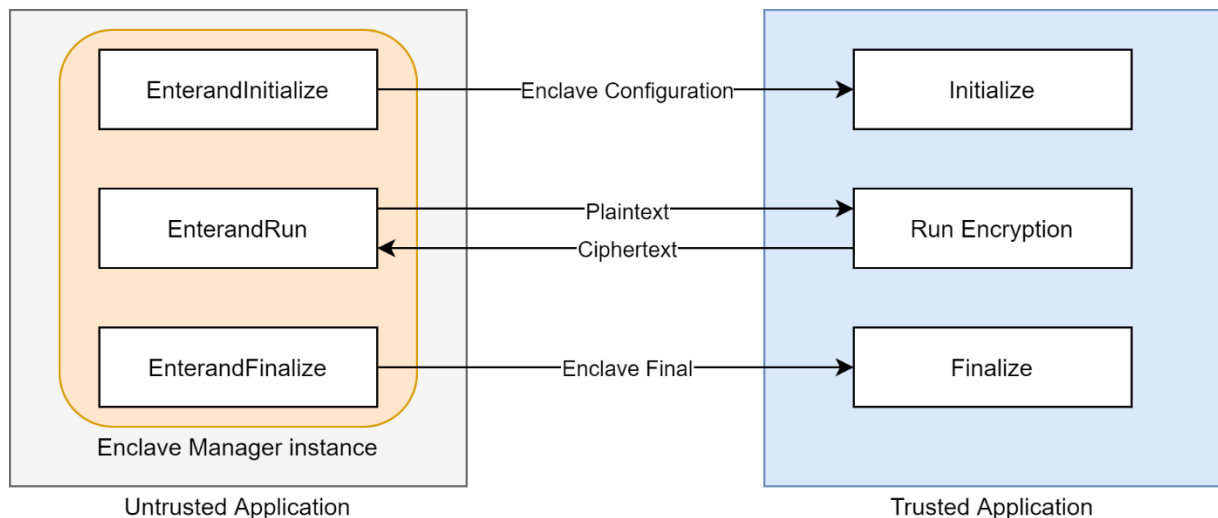 EnterandInitialize
Enclave Configuration
Initialize
EnterandRun
Plaintext
Ciphertext
Run Encryption
EnterandFinalize
Enclave Final
Finalize
Enclave Manager instance
Untrusted Application
Trusted Application